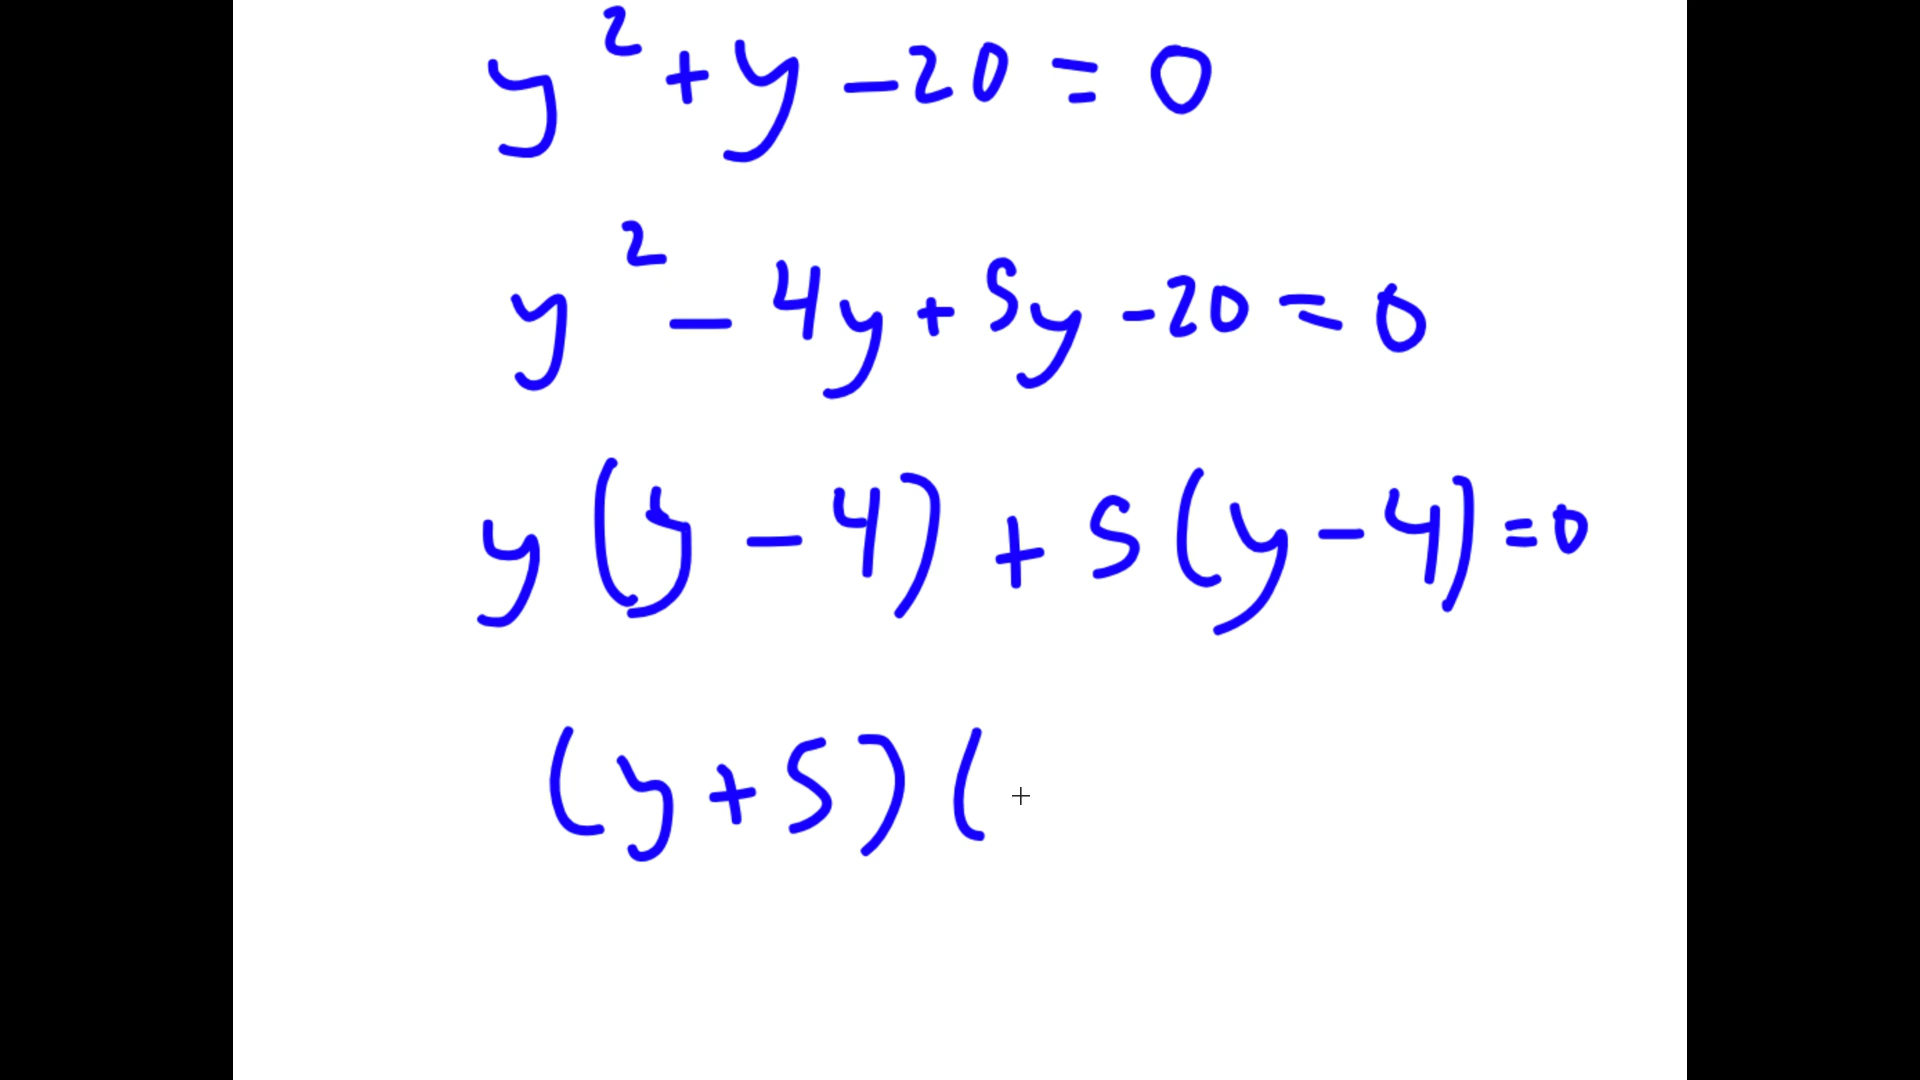 y² + y - 20 = 0
y² - 4y + 5y - 20 = 0
y (y - 4) + 5 (y - 4) = 0
(y + 5) (